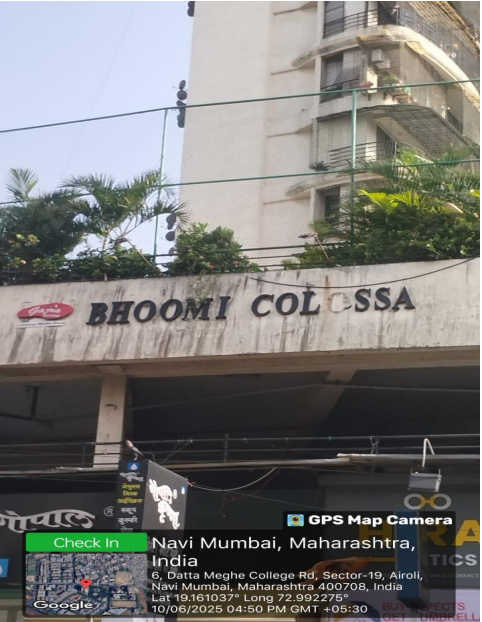 Gazia
BHOOMI COL SSA
गोपाल
GPS Map Camera
Check In
Navi Mumbai, Maharashtra,
India
6, Datta Meghe College Rd, Sector-19, Airoli,
Navi Mumbai, Maharashtra 400708, India
Lat 19.161037° Long 72.992275°
10/06/2025 04:50 PM GMT +05:30
Google
TICS